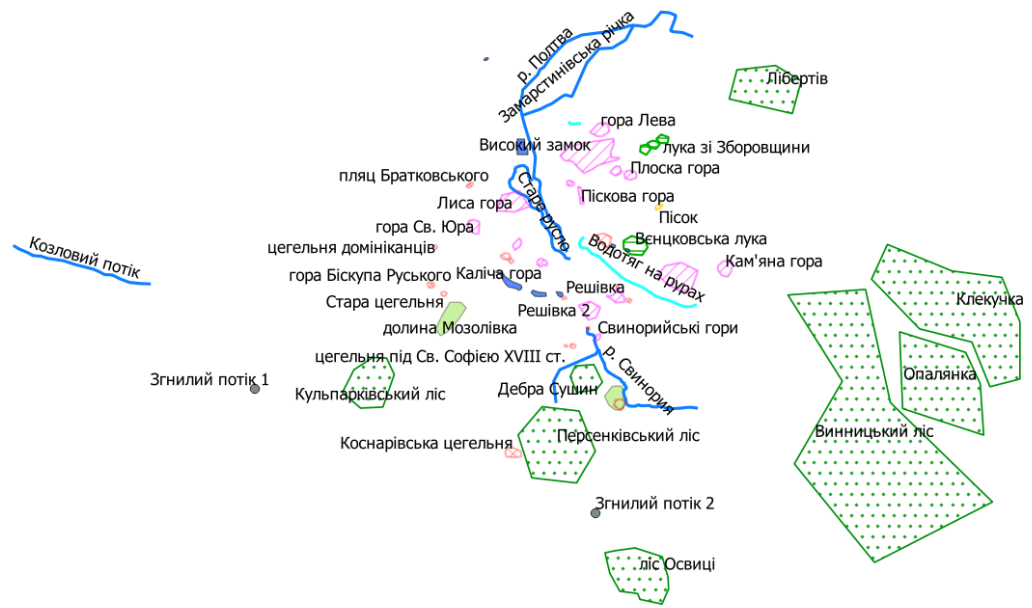 р. Полтва
Замарстинівська річка
Лібертів
гора Лева
Високий замок
лука зі Зборовщини
Плоска гора
пляц Братковського
Лиса гора
Старе русло
Піскова гора
Пісок
гора Св. Юра
цегельня домініканців
Водотяг на рурах
Вєнцковська лука
Козловий потік
Кам'яна гора
гора Біскупа Руського
Каліча гора
Решівка
Клекучка
Стара цегельня
Решівка 2
долина Мозолівка
Свинорийські гори
цегельня під Св. Софією XVIII ст.
р. Свинория
Згнилий потік 1
Опалянка
Кульпарківський ліс
Дебра Сушин
Винницький ліс
Коснарівська цегельня
Персенківський ліс
Згнилий потік 2
ліс Освиці